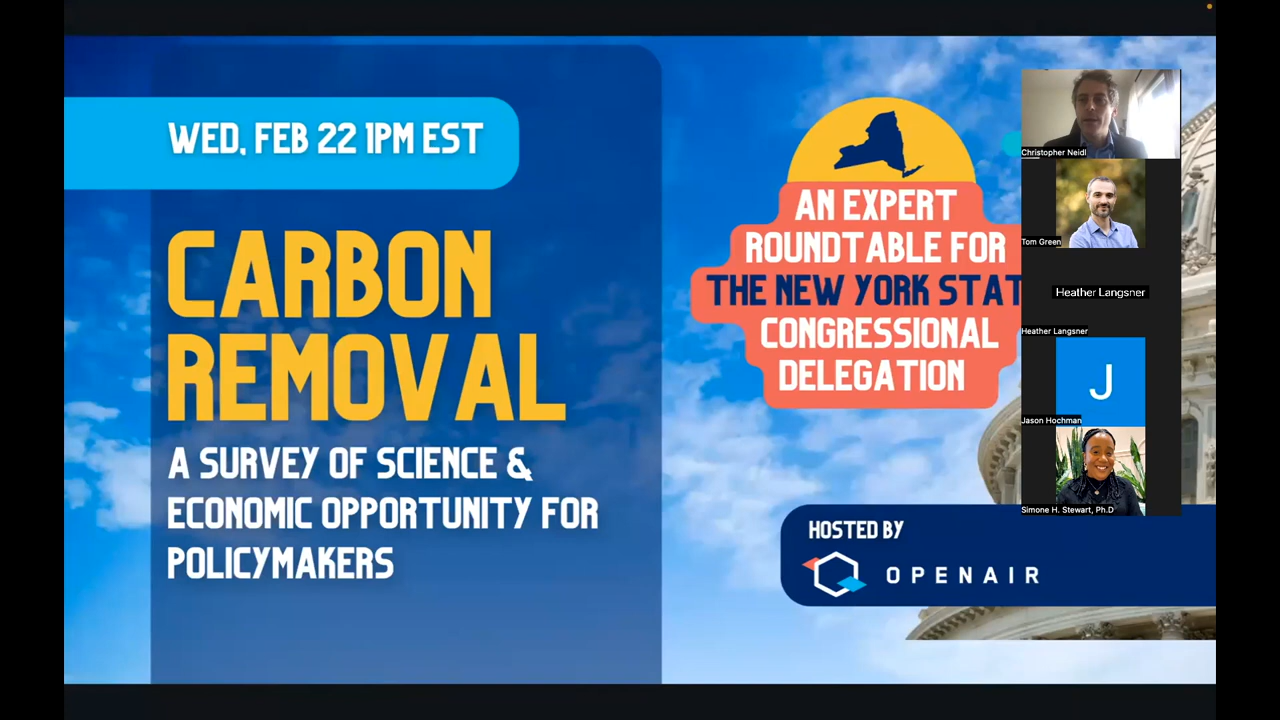 WED, FEB 22 1PM EST
CARBON
REMOVAL
A SURVEY OF SCIENCE &
ECONOMIC OPPORTUNITY FOR
POLICYMAKERS
AN EXPERT
ROUNDTABLE FOR
THE NEW YORK STAT
CONGRESSIONAL
DELEGATION
HOSTED BY
OPENAIR
Christopher Neidl
Tom Green
Heather Langsner
Heather Langsner
J
Jason Hochman
Simone H. Stewart, Ph.D